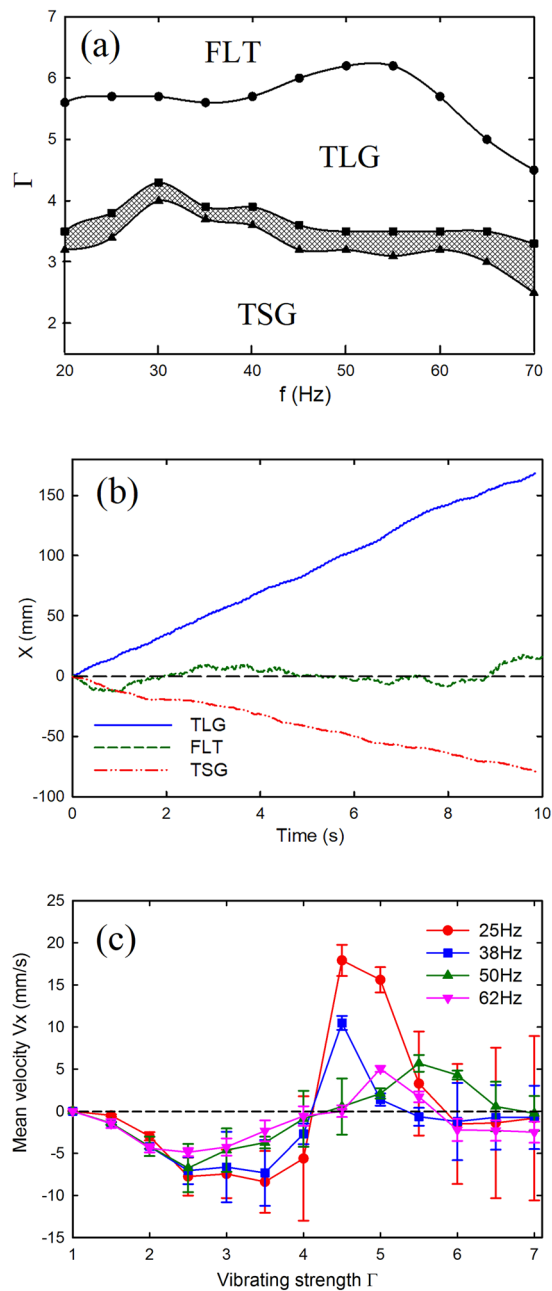 (a)
FLT
TLG
TSG
Γ
7
6
5
4
3
2
20 30 40 50 60 70
f (Hz)
(b)
X (mm)
150
100
50
0
-50
-100
TLG
FLT
TSG
0 2 4 6 8 10
Time (s)
(c)
Mean velocity Vx (mm/s)
25
20
15
10
5
0
-5
-10
-15
25Hz
38Hz
50Hz
62Hz
1 2 3 4 5 6 7
Vibrating strength Γ